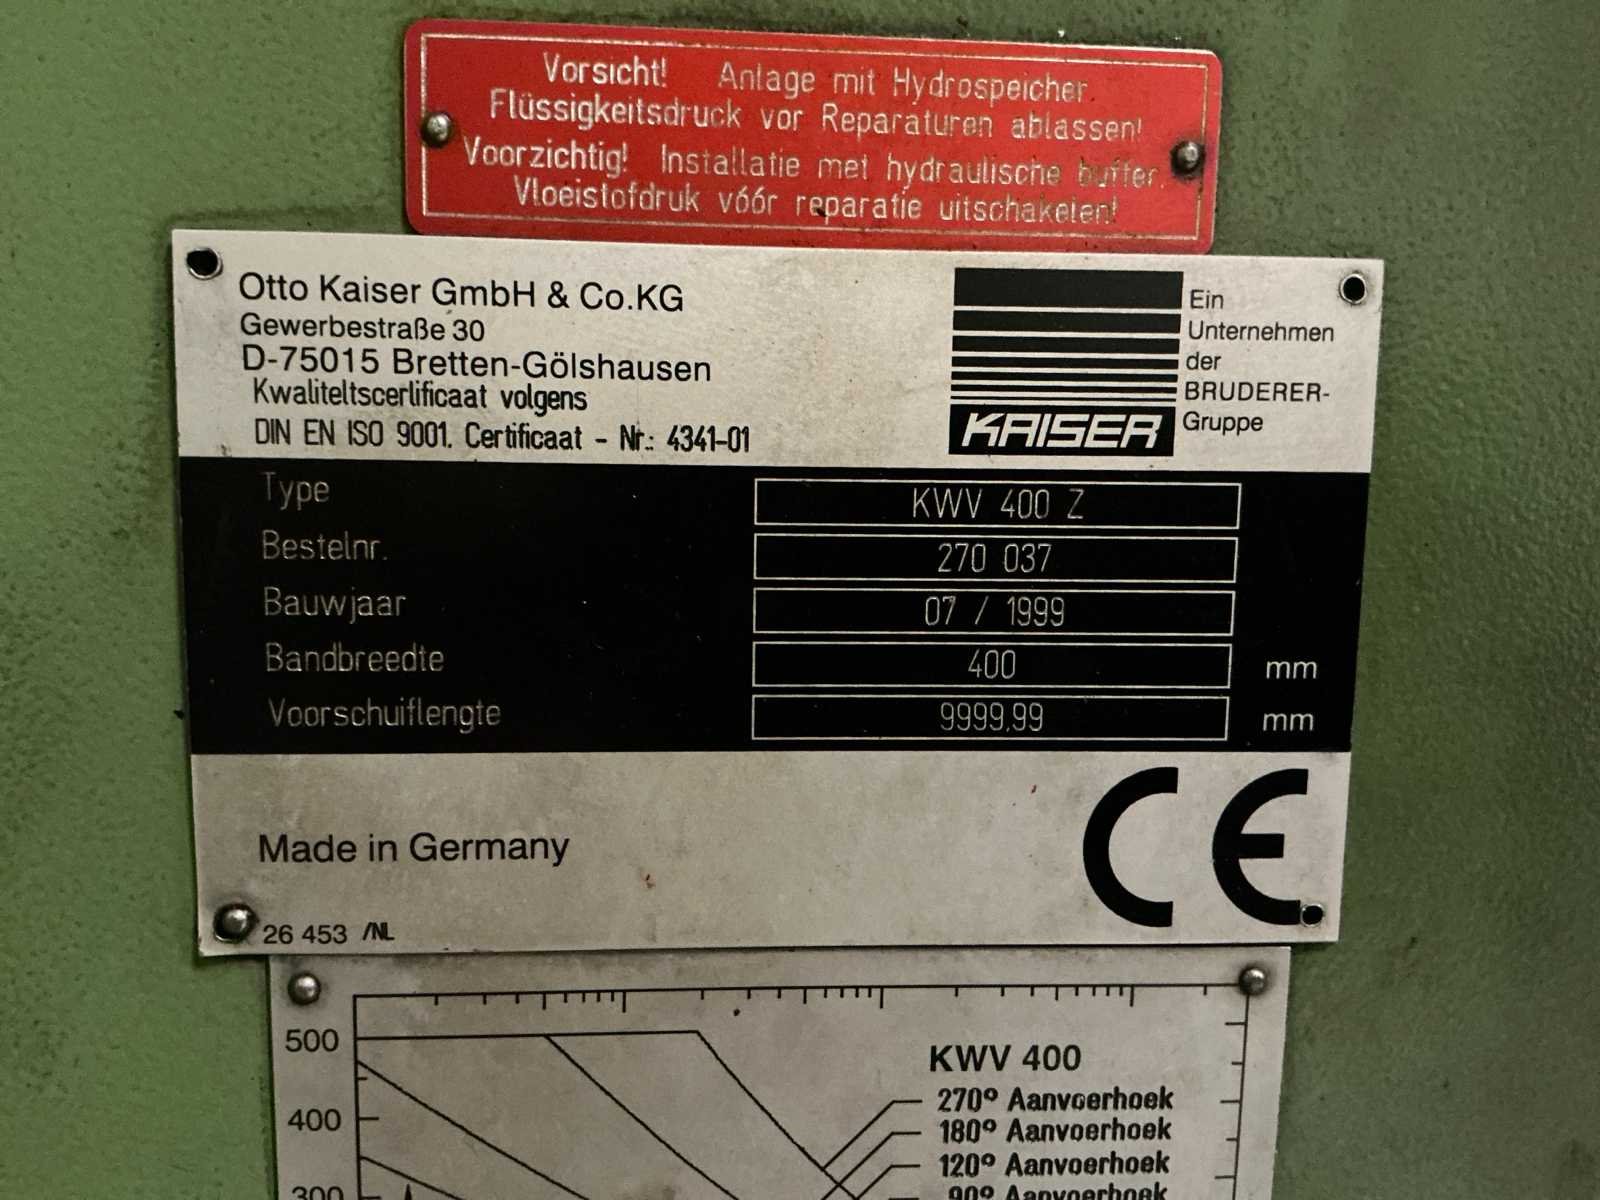 Vorsicht! Anlage mit Hydrospeicher.
Flüssigkeitsdruck vor Reparaturen ablassen!
Voorzichtig! Installatie met hydraulische buffer.
Vloeistofdruk vóór reparatie uitschakelen!
Otto Kaiser GmbH & Co.KG
Gewerbestraße 30
D-75015 Bretten-Gölshausen
Kwaliteltscerlificaat volgens
DIN EN ISO 9001. Certificaat - Nr.: 4341-01
KAISER
Ein
Unternehmen
der
BRUDERER-
Gruppe
Type KWV 400 Z
Bestelnr. 270 037
Bauwjaar 07 / 1999
Bandbreedte 400 mm
Voorschuiflengte 9999,99 mm
Made in Germany
CE
26 453 /NL
500
400
300
KWV 400
270° Aanvoerhoek
180° Aanvoerhoek
120° Aanvoerhoek
90° Aanvoerhoek